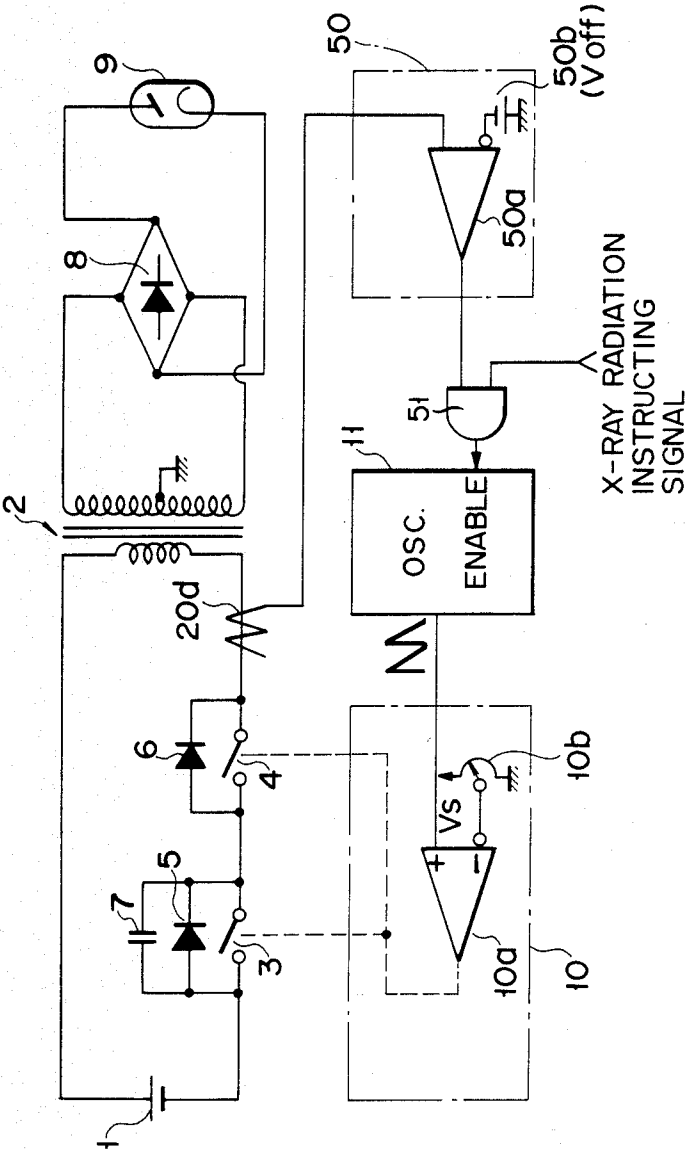 2
9
8
20d
6
4
7
5
3
1
50
50b
(V off)
50a
51
X-RAY RADIATION
INSTRUCTING
SIGNAL
11
OSC.
ENABLE
Vs
10b
+
−
10a
10